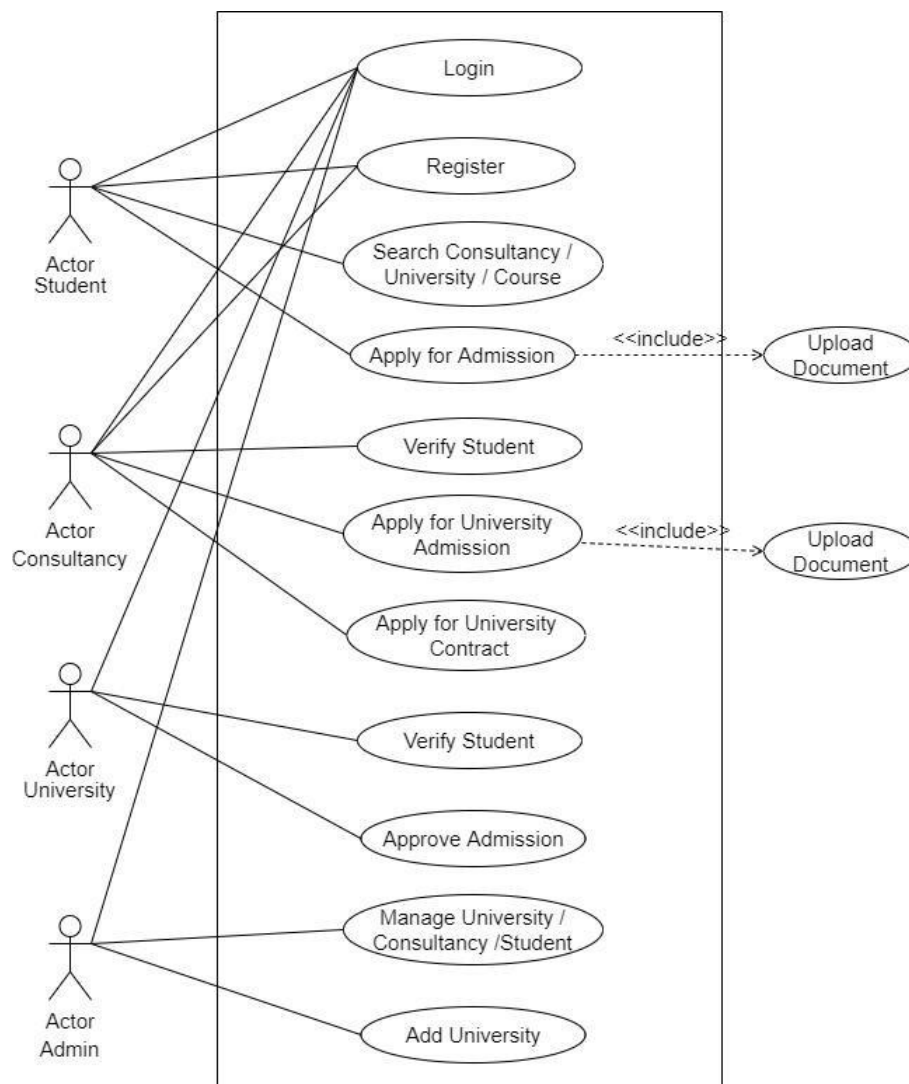 Login
Register
Actor
Student
Search Consultancy /
University / Course
Apply for Admission
<<include>>
Upload
Document
Verify Student
Actor
Consultancy
Apply for University
Admission
<<include>>
Upload
Document
Apply for University
Contract
Actor
University
Verify Student
Approve Admission
Manage University /
Consultancy /Student
Actor
Admin
Add University